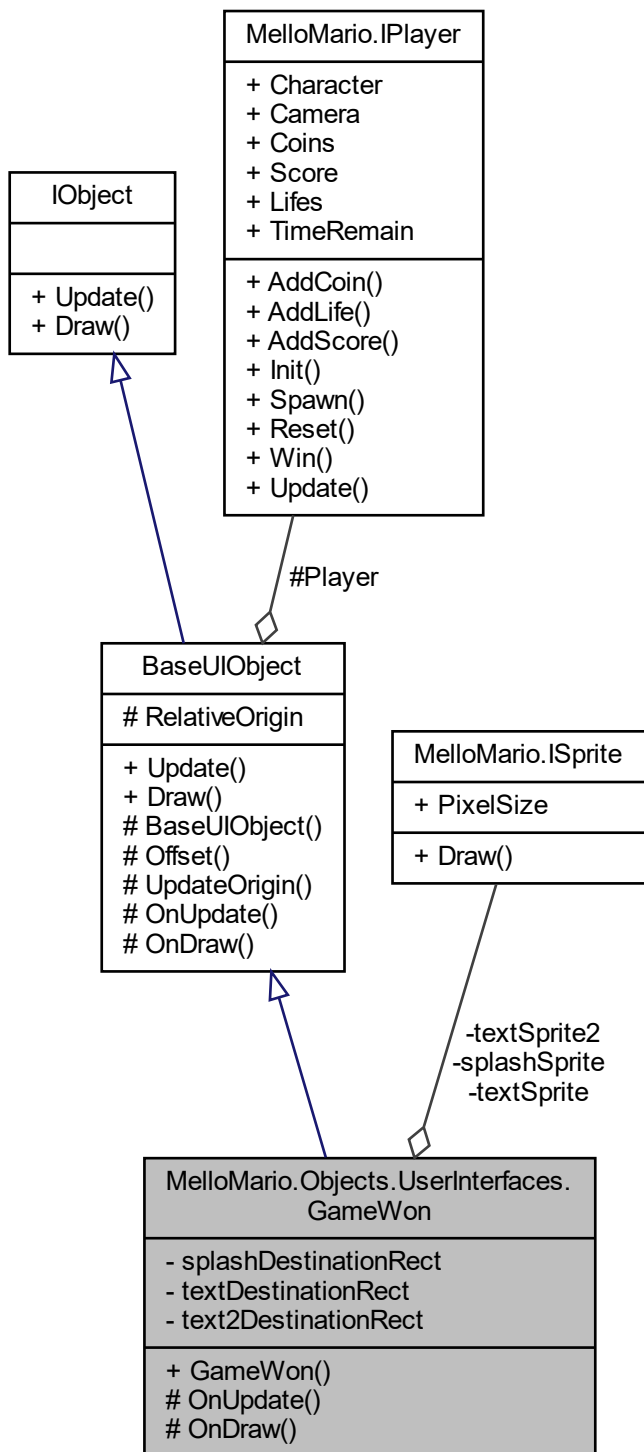 MelloMario.IPlayer
+ Character
+ Camera
+ Coins
+ Score
+ Lifes
+ TimeRemain
+ AddCoin()
+ AddLife()
+ AddScore()
+ Init()
+ Spawn()
+ Reset()
+ Win()
+ Update()
IObject
+ Update()
+ Draw()
#Player
BaseUIObject
# RelativeOrigin
+ Update()
+ Draw()
# BaseUIObject()
# Offset()
# UpdateOrigin()
# OnUpdate()
# OnDraw()
MelloMario.ISprite
+ PixelSize
+ Draw()
-textSprite2
-splashSprite
-textSprite
MelloMario.Objects.UserInterfaces.
GameWon
- splashDestinationRect
- textDestinationRect
- text2DestinationRect
+ GameWon()
# OnUpdate()
# OnDraw()